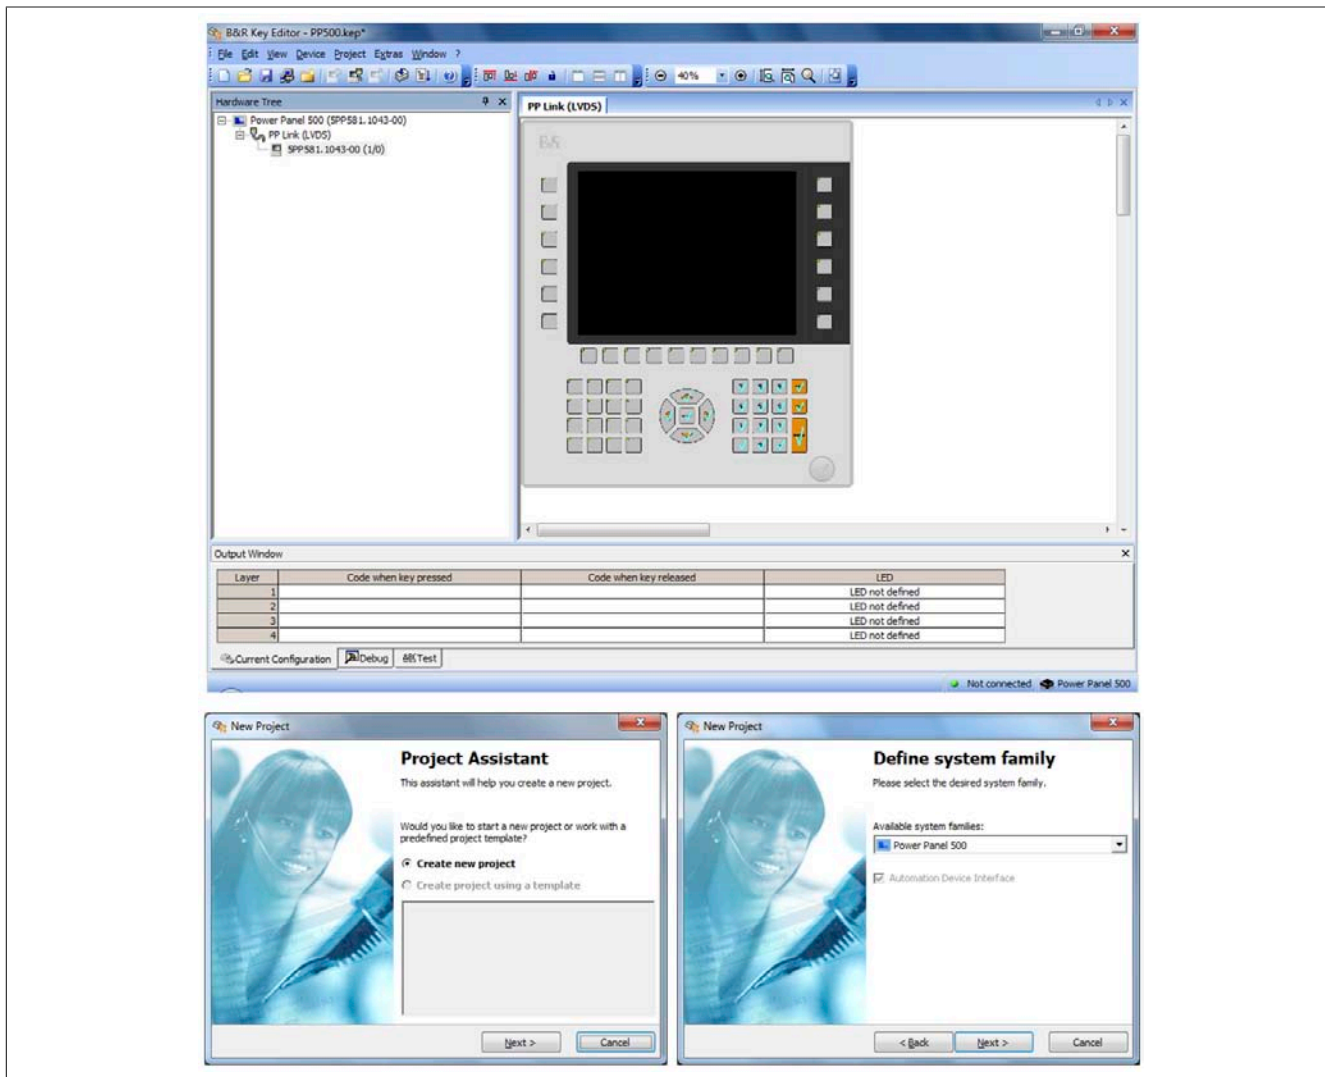 B&R Key Editor - PP500.kep*
File Edit View Device Project Extras Window ?
40%
Hardware Tree
Power Panel 500 (5PP581.1043-00)
PP Link (LVDS)
5PP581.1043-00 (1/0)
PP Link (LVDS)
B&R
Output Window
Layer Code when key pressed Code when key released LED
1 LED not defined
2 LED not defined
3 LED not defined
4 LED not defined
Current Configuration Debug Test
Not connected Power Panel 500
New Project
Project Assistant
This assistant will help you create a new project.
Would you like to start a new project or work with a
predefined project template?
Create new project
Create project using a template
Next > Cancel
New Project
Define system family
Please select the desired system family.
Available system families:
Power Panel 500
Automation Device Interface
< Back Next > Cancel